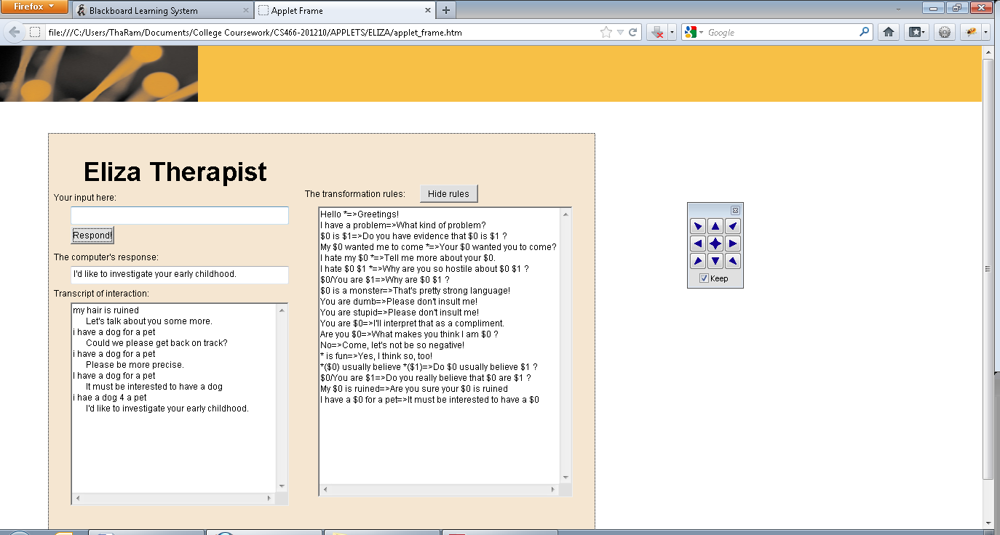 Firefox
Blackboard Learning System
Applet Frame
file:///C:/Users/ThaRam/Documents/College Coursework/CS466-201210/APPLETS/ELIZA/applet_frame.htm
Google
Eliza Therapist
Your input here:
Respond!
The computer's response:
I'd like to investigate your early childhood.
Transcript of interaction:
my hair is ruined
Let's talk about you some more.
i have a dog for a pet
Could we please get back on track?
i have a dog for a pet
Please be more precise.
I have a dog for a pet
It must be interested to have a dog
i hae a dog 4 a pet
I'd like to investigate your early childhood.
The transformation rules:
Hide rules
Hello *=>Greetings!
I have a problem=>What kind of problem?
$0 is $1=>Do you have evidence that $0 is $1 ?
My $0 wanted me to come *=>Your $0 wanted you to come?
I hate my $0 *=>Tell me more about your $0.
I hate $0 $1 *=>Why are you so hostile about $0 $1 ?
$0/You are $1=>Why are $0 $1 ?
$0 is a monster=>That's pretty strong language!
You are dumb=>Please don't insult me!
You are stupid=>Please don't insult me!
You are $0=>I'll interpret that as a compliment.
Are you $0=>What makes you think I am $0 ?
No=>Come, let's not be so negative!
* is fun=>Yes, I think so, too!
*($0) usually believe *($1)=>Do $0 usually believe $1 ?
$0/You are $1=>Do you really believe that $0 are $1 ?
My $0 is ruined=>Are you sure your $0 is ruined
I have a $0 for a pet=>It must be interested to have a $0
Keep